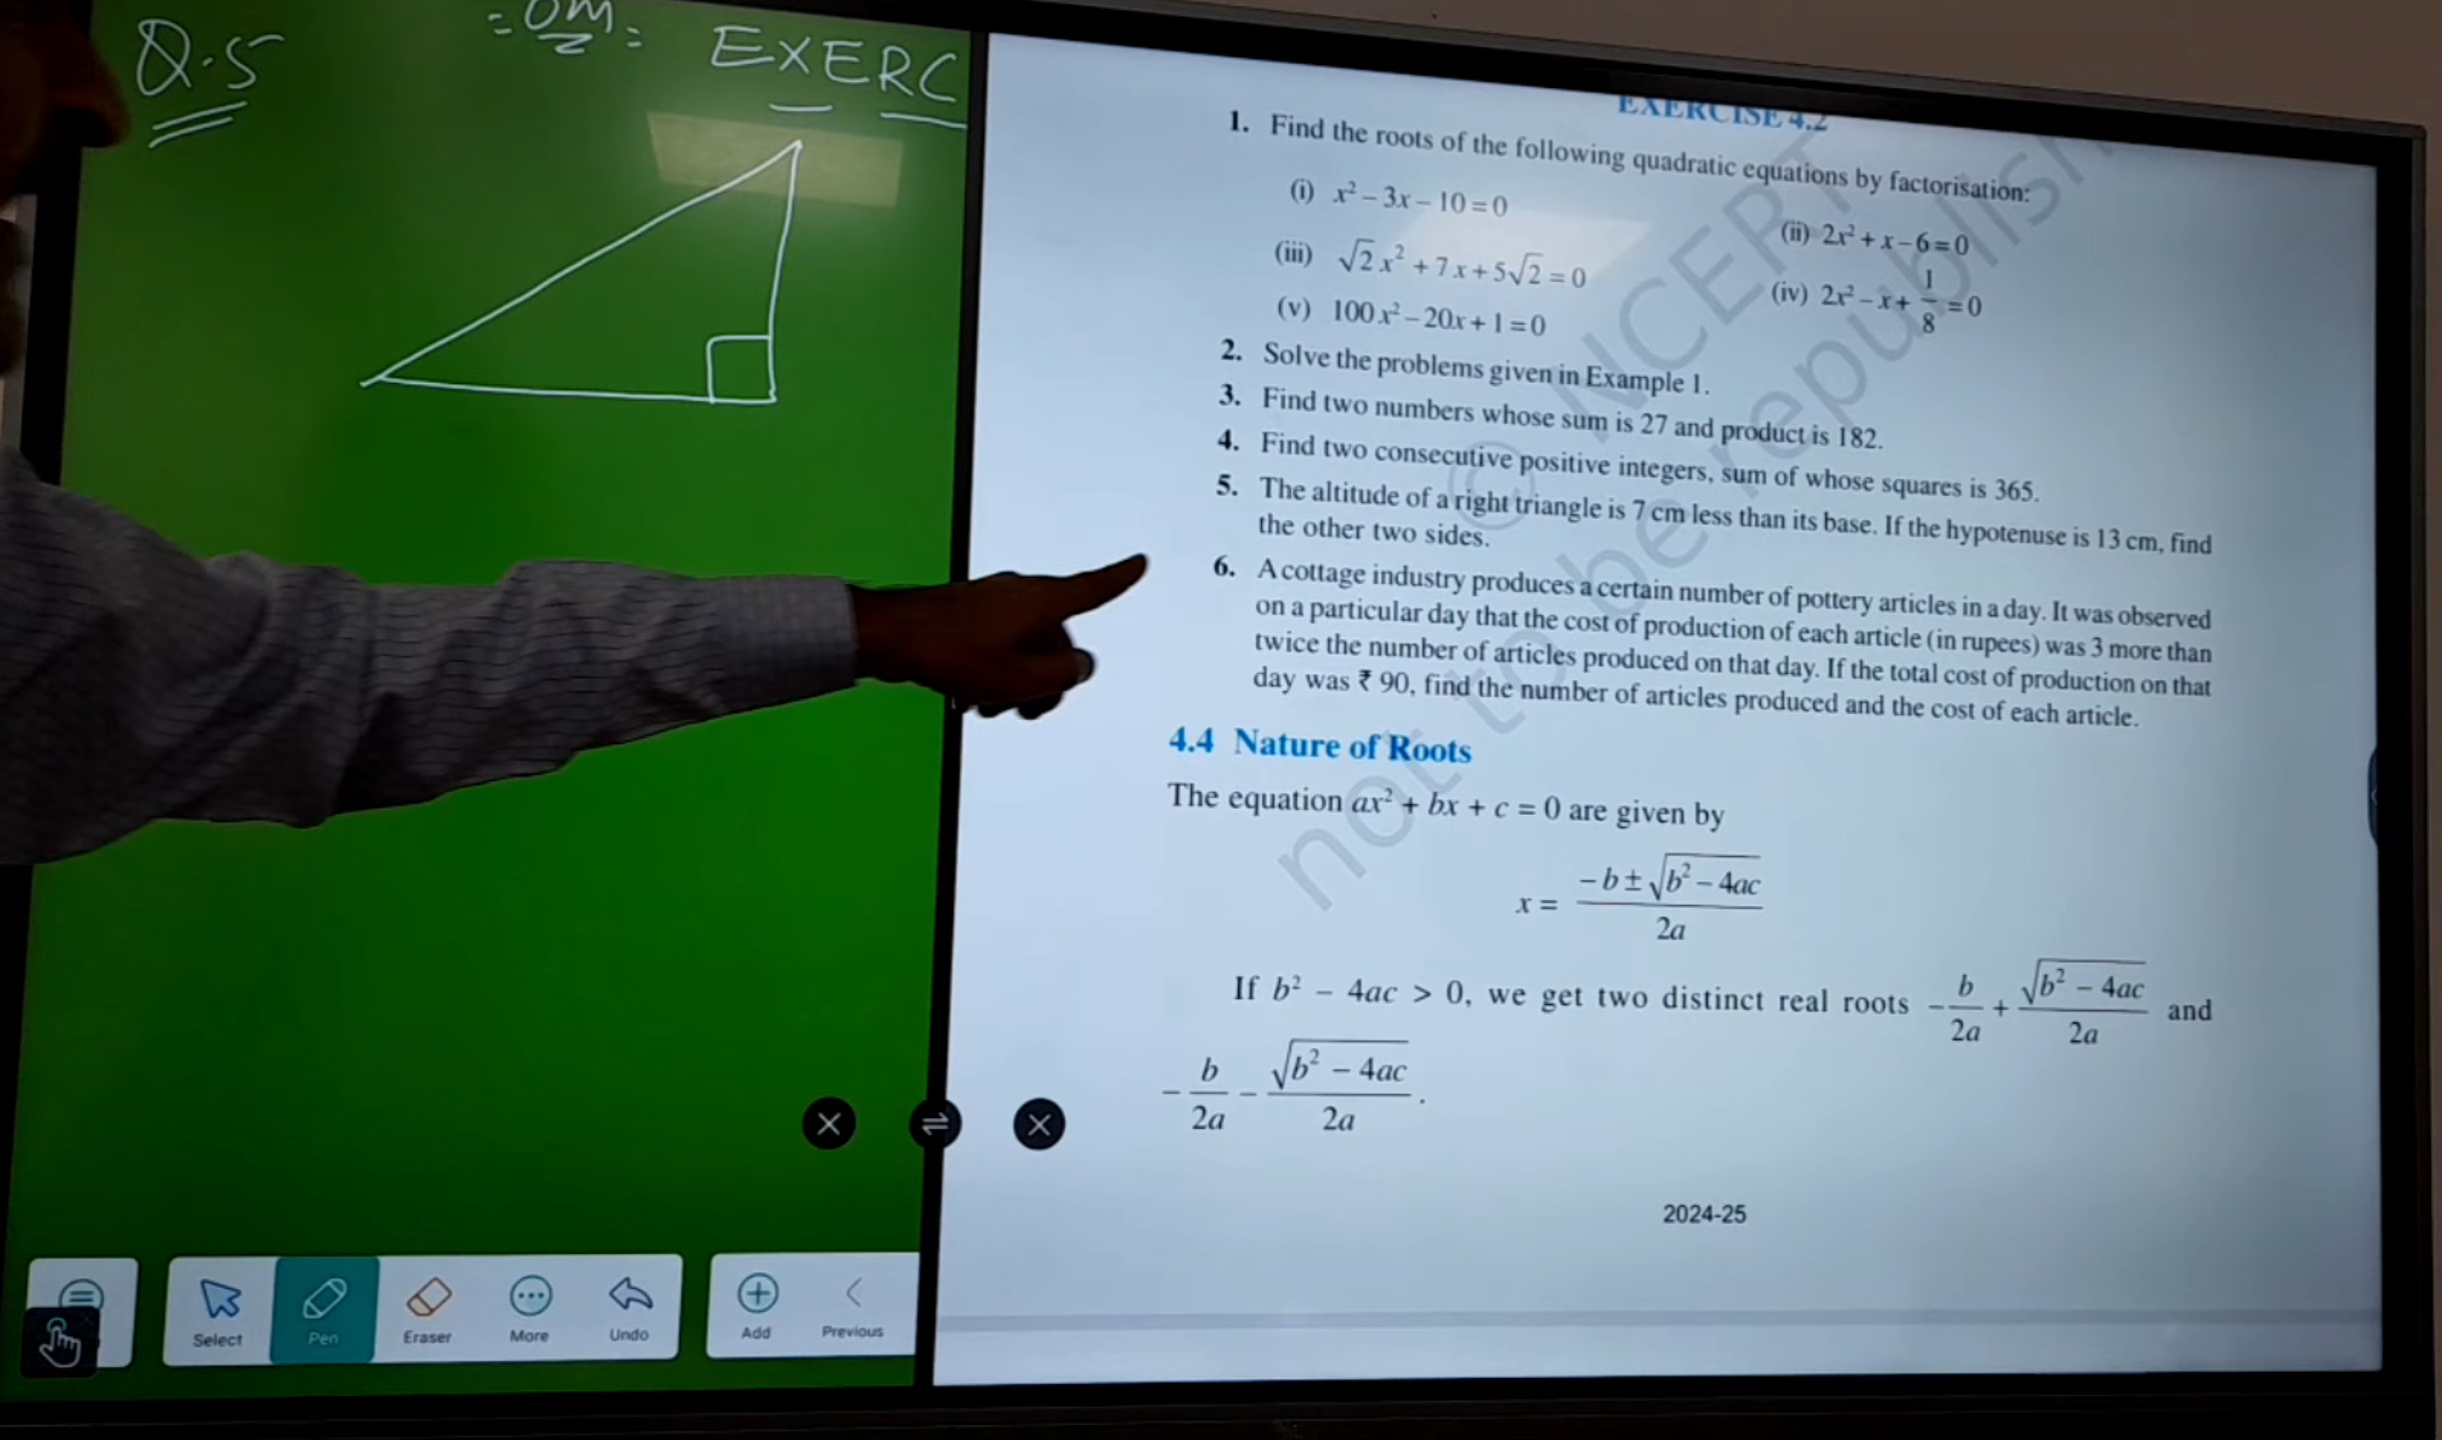 Q.5
= OM =
EXERC
EXERCISE 4.2
1. Find the roots of the following quadratic equations by factorisation:
(i) x² – 3x – 10 = 0
(ii) 2x² + x – 6 = 0
(iii) √2 x² + 7x + 5√2 = 0
(iv) 2x² – x + 1/8 = 0
(v) 100x² – 20x + 1 = 0
2. Solve the problems given in Example 1.
3. Find two numbers whose sum is 27 and product is 182.
4. Find two consecutive positive integers, sum of whose squares is 365.
5. The altitude of a right triangle is 7 cm less than its base. If the hypotenuse is 13 cm, find
the other two sides.
6. A cottage industry produces a certain number of pottery articles in a day. It was observed
on a particular day that the cost of production of each article (in rupees) was 3 more than
twice the number of articles produced on that day. If the total cost of production on that
day was ₹ 90, find the number of articles produced and the cost of each article.
4.4 Nature of Roots
The equation ax² + bx + c = 0 are given by
x = (–b ± √(b² – 4ac)) / 2a
If b² – 4ac > 0, we get two distinct real roots –b/2a + √(b² – 4ac)/2a and
–b/2a – √(b² – 4ac)/2a .
2024-25
© NCERT
not to be republish
Select
Pen
Eraser
More
Undo
Add
Previous